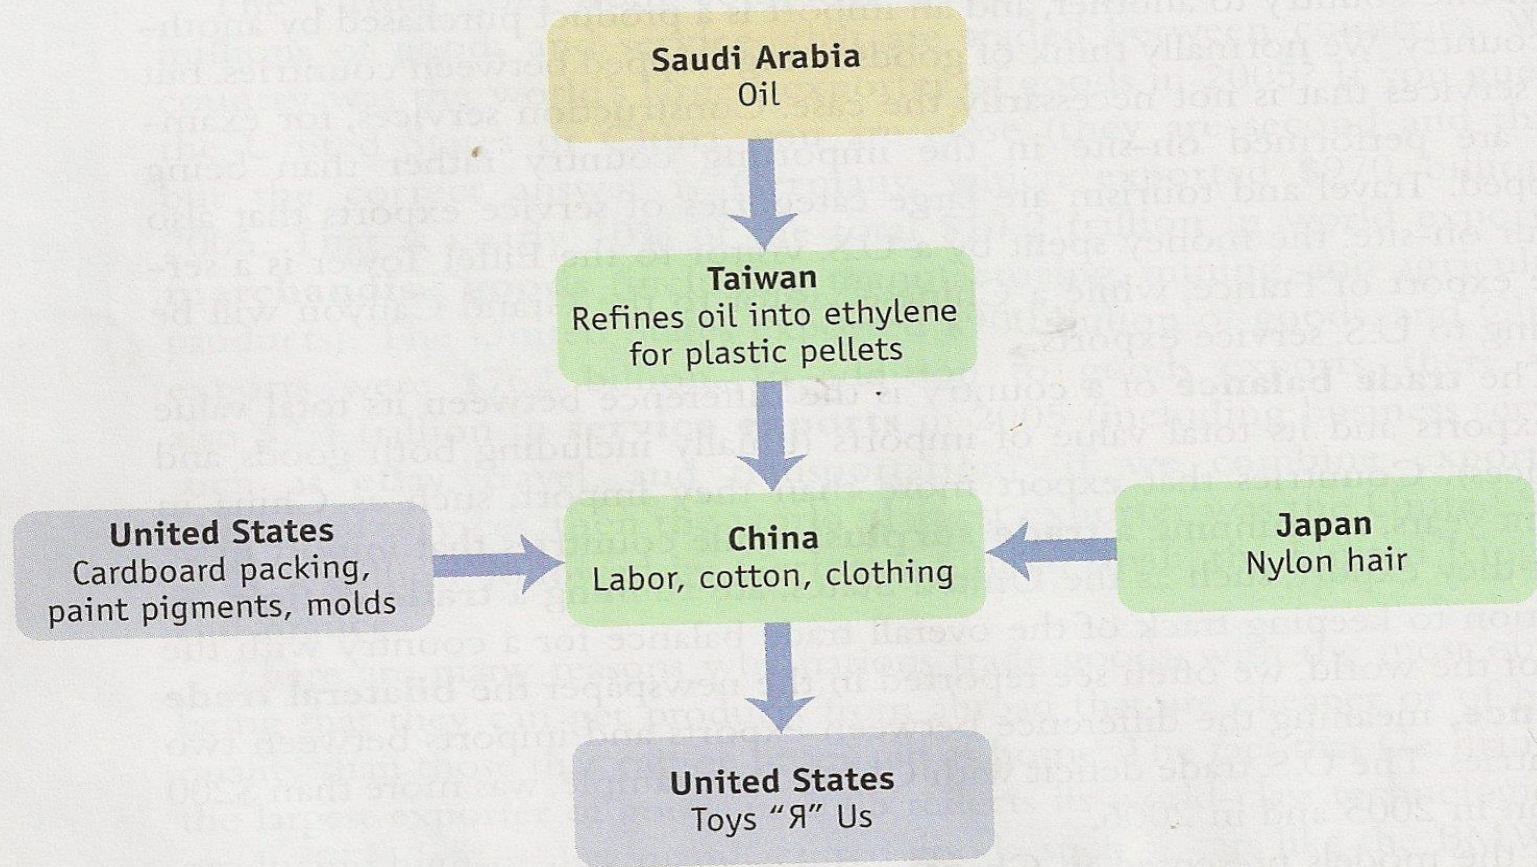 Saudi Arabia
Oil
Taiwan
Refines oil into ethylene
for plastic pellets
United States
Cardboard packing,
paint pigments, molds
China
Labor, cotton, clothing
Japan
Nylon hair
United States
Toys “Я” Us